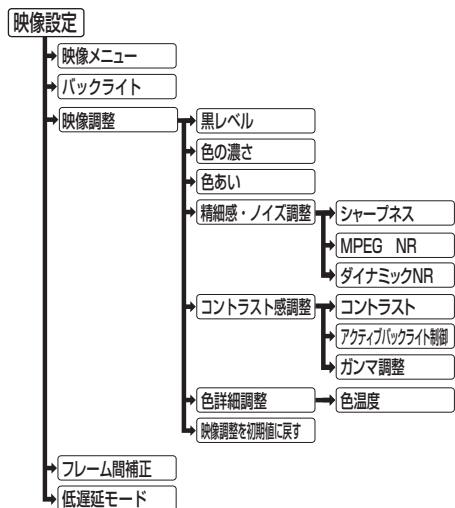 映像設定
映像メニュー
バックライト
映像調整
黒レベル
色の濃さ
色あい
精細感・ノイズ調整
シャープネス
MPEG NR
ダイナミックNR
コントラスト感調整
コントラスト
アクティブバックライト制御
ガンマ調整
色詳細調整
色温度
映像調整を初期値に戻す
フレーム間補正
低遅延モード